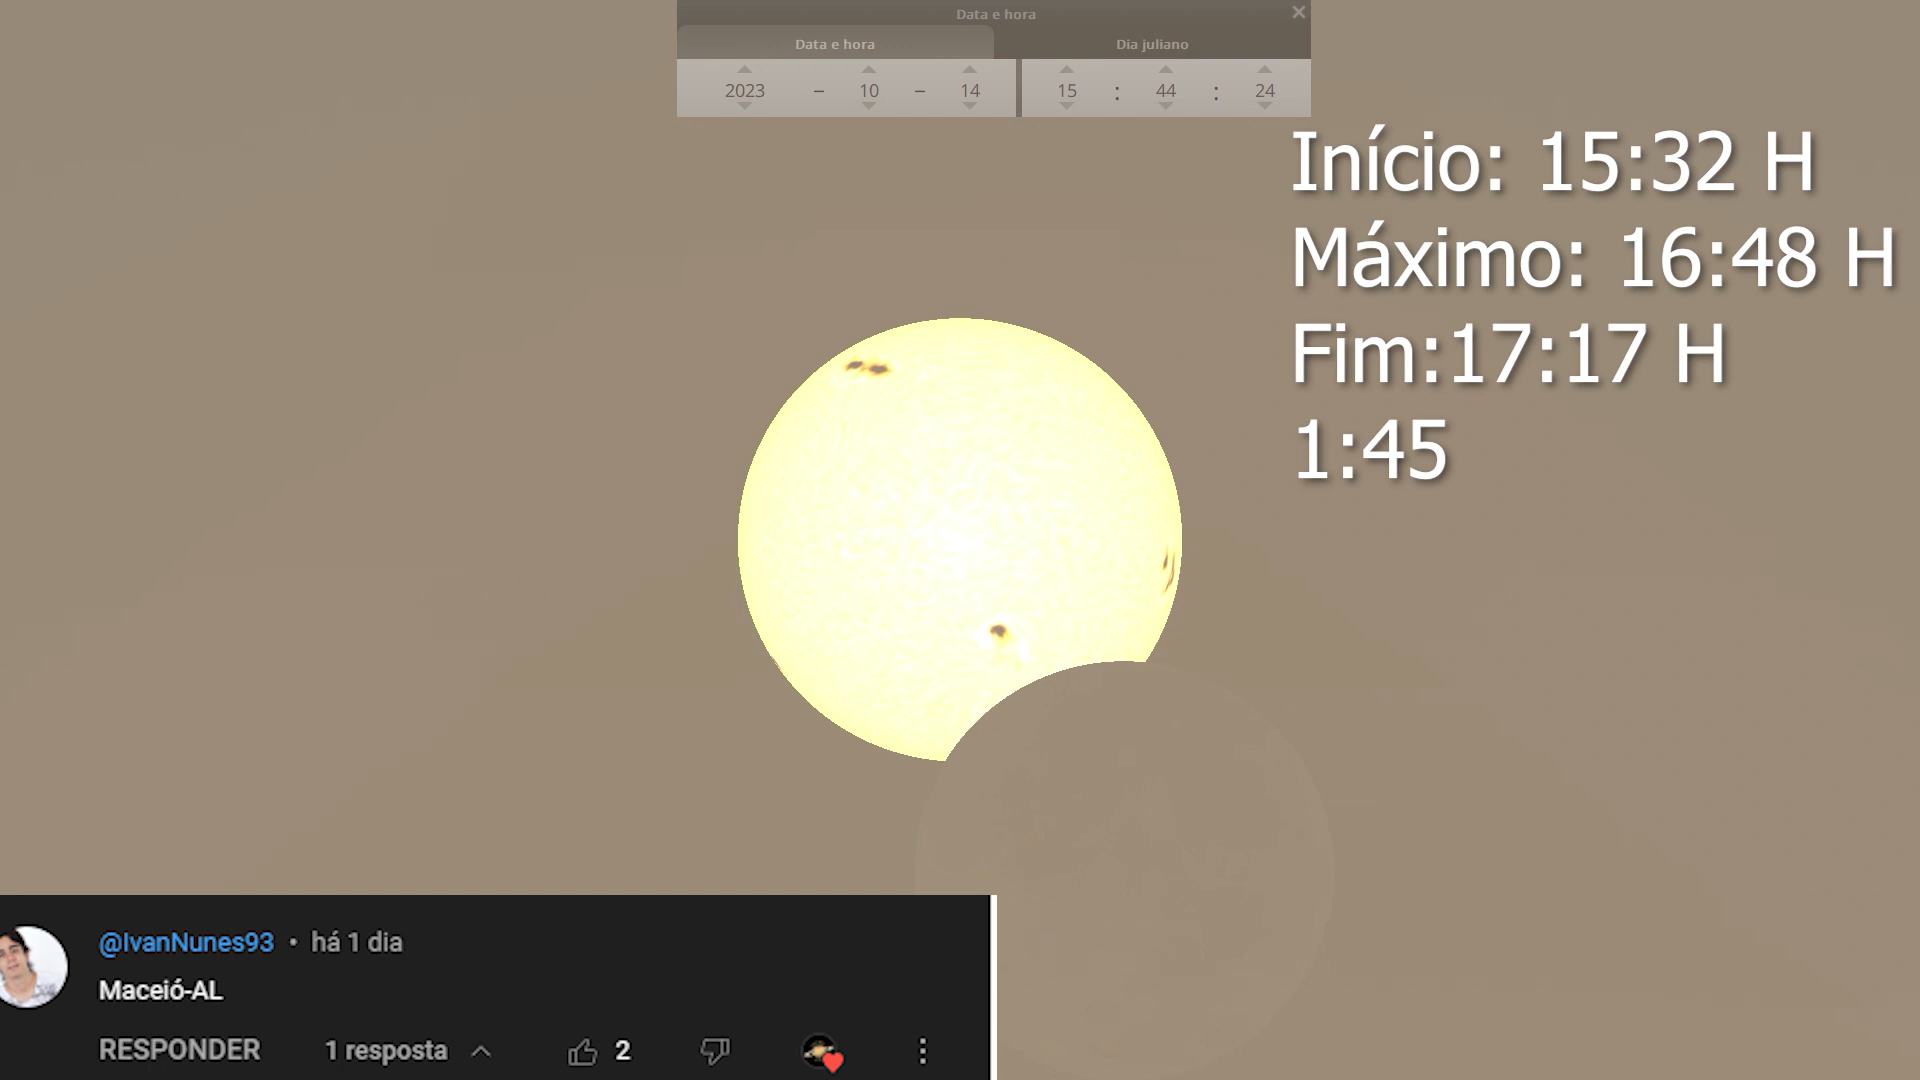 Data e hora
Data e hora
Dia juliano
2023 – 10 – 14
15 : 44 : 24
Início: 15:32 H
Máximo: 16:48 H
Fim:17:17 H
1:45
@IvanNunes93 • há 1 dia
Maceió-AL
RESPONDER 1 resposta 2